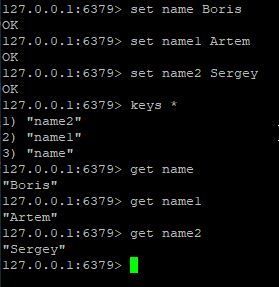 127.0.0.1:6379> set name Boris
OK
127.0.0.1:6379> set name1 Artem
OK
127.0.0.1:6379> set name2 Sergey
OK
127.0.0.1:6379> keys *
1) "name2"
2) "name1"
3) "name"
127.0.0.1:6379> get name
"Boris"
127.0.0.1:6379> get name1
"Artem"
127.0.0.1:6379> get name2
"Sergey"
127.0.0.1:6379>